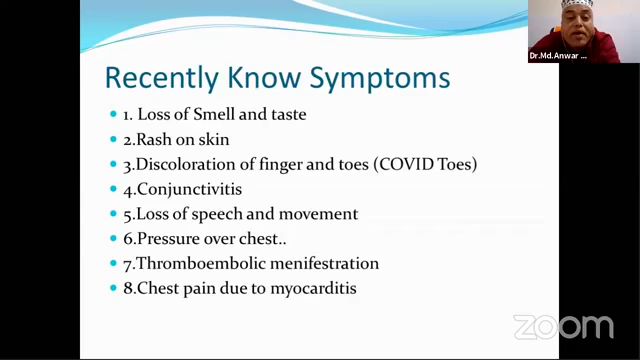 Dr.Md.Anwar ...
Recently Know Symptoms
1. Loss of Smell and taste
2.Rash on skin
3.Discoloration of finger and toes (COVID Toes)
4.Conjunctivitis
5.Loss of speech and movement
6.Pressure over chest..
7.Thromboembolic menifestration
8.Chest pain due to myocarditis
zoom